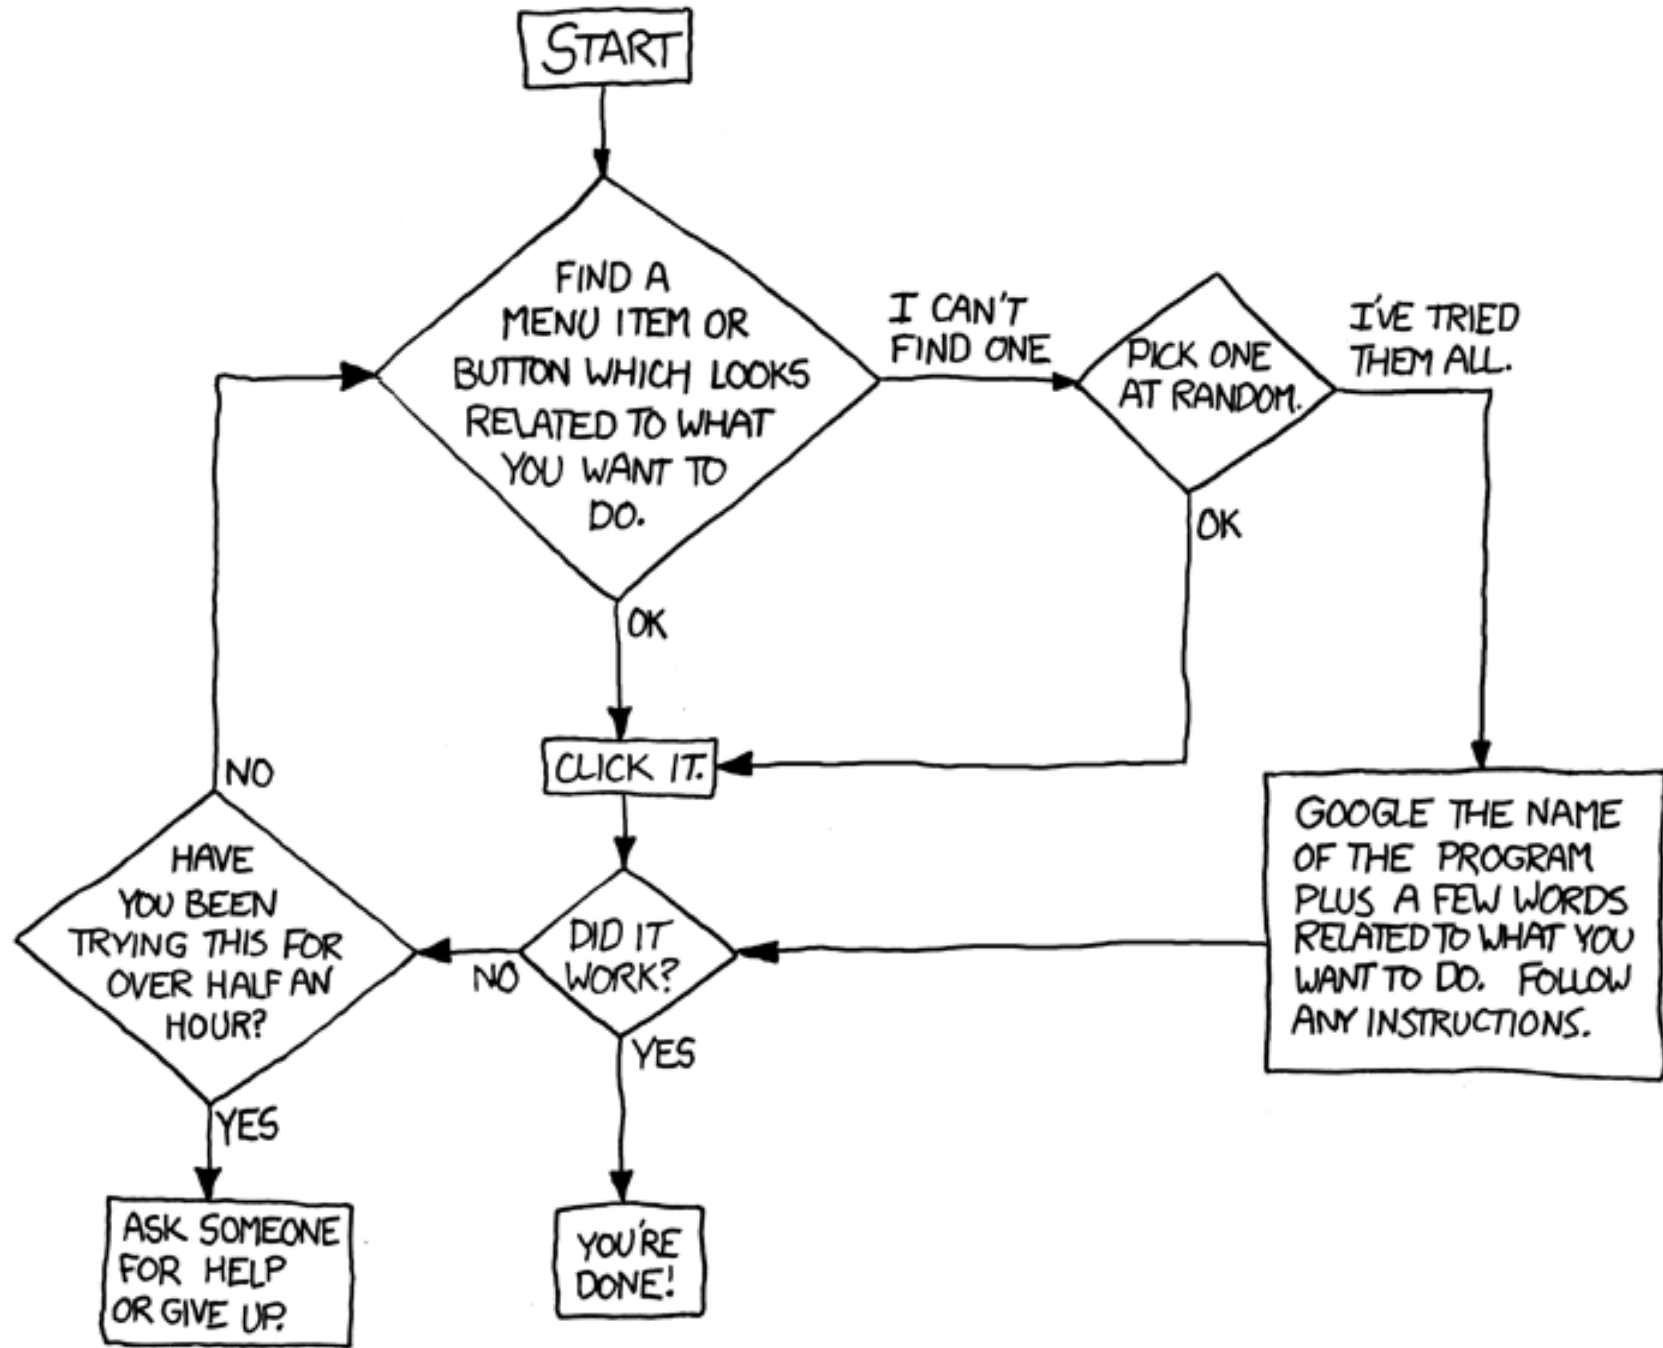 START
FIND A
MENU ITEM OR
BUTTON WHICH LOOKS
RELATED TO WHAT
YOU WANT TO
DO.
I CAN'T
FIND ONE
PICK ONE
AT RANDOM.
I'VE TRIED
THEM ALL.
OK
OK
CLICK IT.
GOOGLE THE NAME
OF THE PROGRAM
PLUS A FEW WORDS
RELATED TO WHAT YOU
WANT TO DO. FOLLOW
ANY INSTRUCTIONS.
DID IT
WORK?
NO
YES
HAVE
YOU BEEN
TRYING THIS FOR
OVER HALF AN
HOUR?
NO
YES
ASK SOMEONE
FOR HELP
OR GIVE UP.
YOU'RE
DONE!